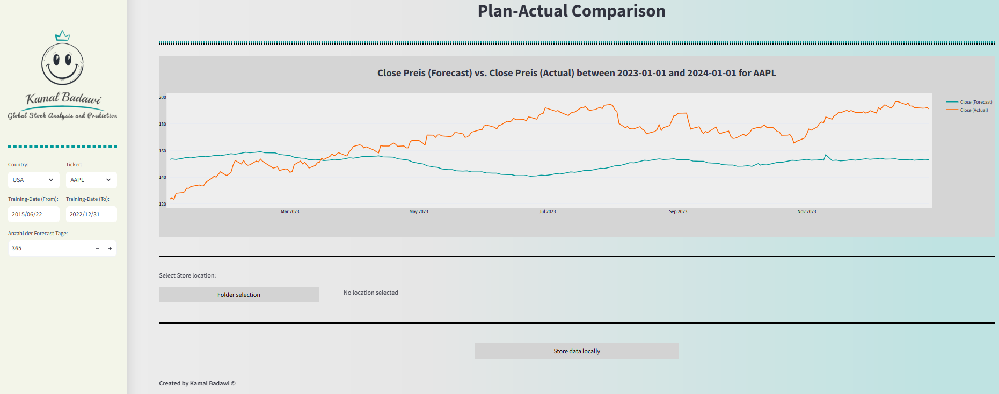 Kamal Badawi
Global Stock Analysis and Prediction
Country:
Ticker:
USA
AAPL
Training-Date (From):
Training-Date (To):
2015/06/22
2022/12/31
Anzahl der Forecast-Tage:
365
Plan-Actual Comparison
Close Preis (Forecast) vs. Close Preis (Actual) between 2023-01-01 and 2024-01-01 for AAPL
200
180
160
140
120
Mar 2023
May 2023
Jul 2023
Sep 2023
Nov 2023
Close (Forecast)
Close (Actual)
Select Store location:
Folder selection
No location selected
Store data locally
Created by Kamal Badawi ©